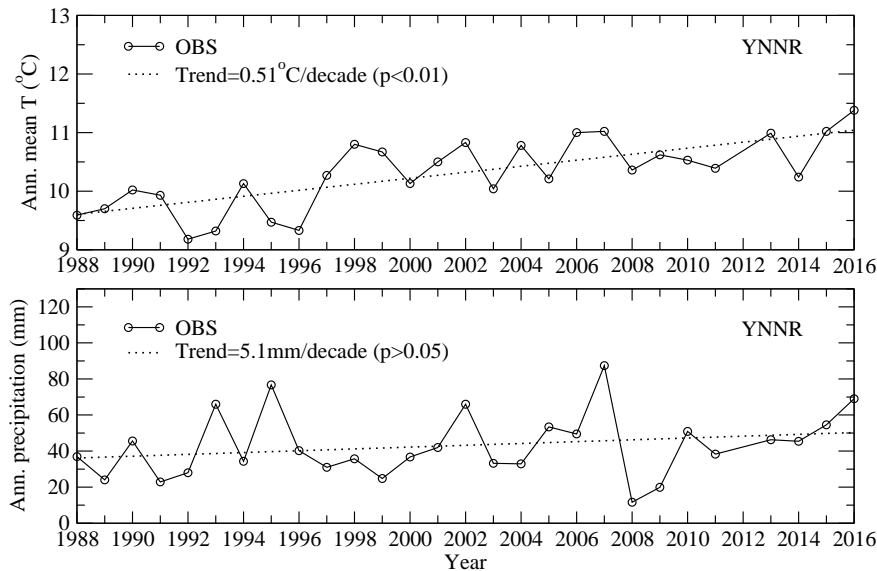 13
12
11
10
9
Ann. mean T (°C)
OBS
Trend=0.51°C/decade (p<0.01)
YNNR
1988 1990 1992 1994 1996 1998 2000 2002 2004 2006 2008 2010 2012 2014 2016
120
100
80
60
40
20
0
Ann. precipitation (mm)
OBS
Trend=5.1mm/decade (p>0.05)
YNNR
1988 1990 1992 1994 1996 1998 2000 2002 2004 2006 2008 2010 2012 2014 2016
Year